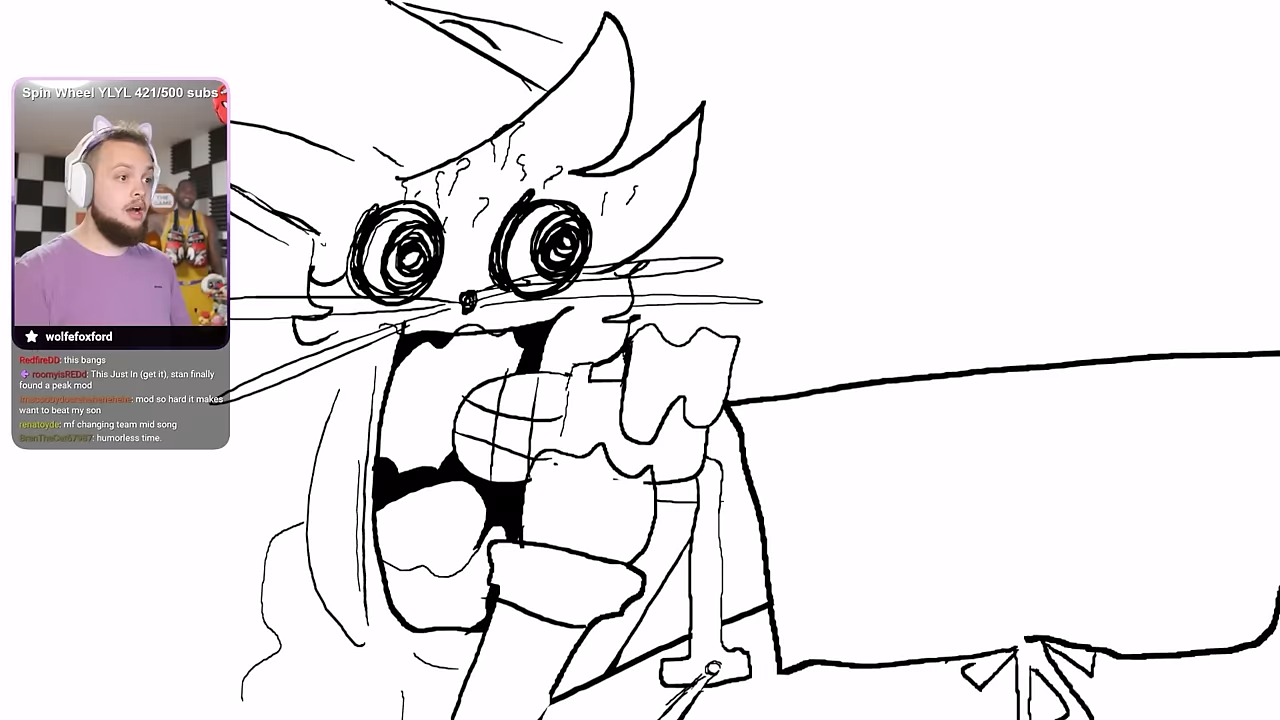 Spin Wheel YLYL 421/500 subs
THE GAME
wolfefoxford
RedfireDD: this bangs
roomyisREDd: This Just In (get it), stan finally
found a peak mod
mod so hard it makes
want to beat my son
renatoyde: mf changing team mid song
humorless time.